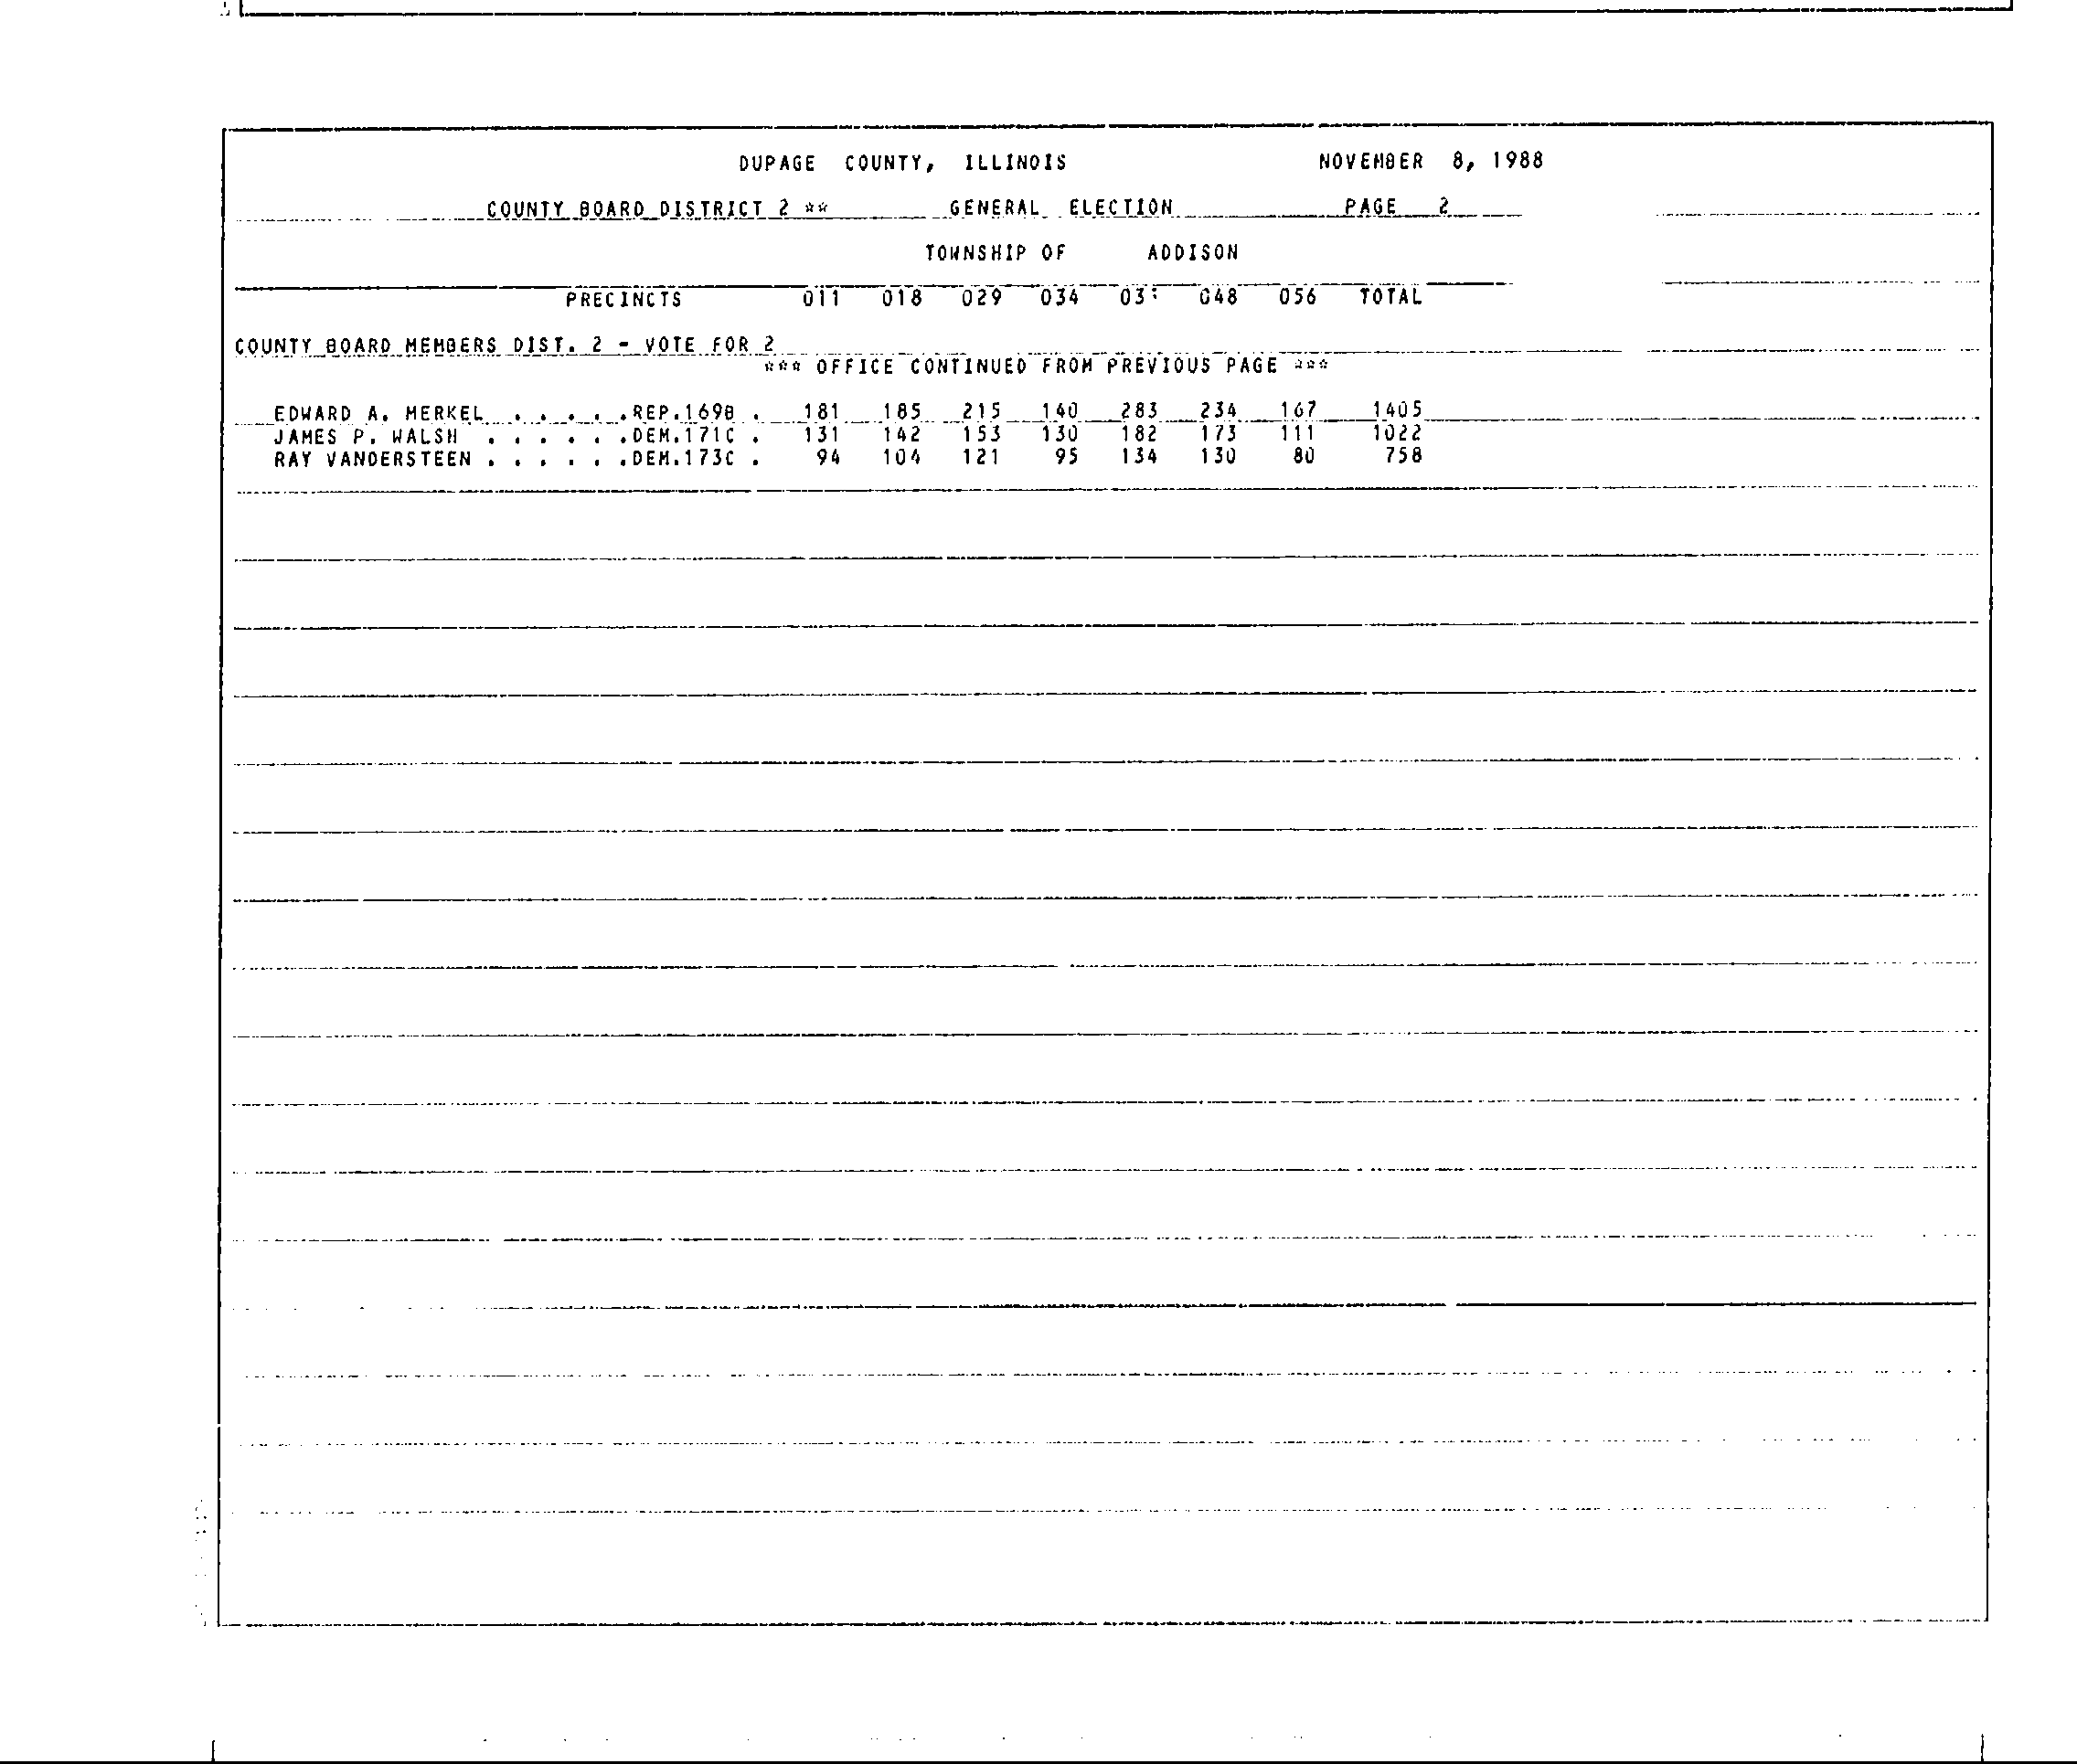 DUPAGE COUNTY, ILLINOIS NOVEMBER 8, 1988
COUNTY BOARD DISTRICT 2 ** GENERAL ELECTION PAGE 2
TOWNSHIP OF ADDISON
PRECINCTS 011 018 029 034 048 056 TOTAL
COUNTY BOARD MEMBERS DIST. 2 - VOTE FOR 2
*** OFFICE CONTINUED FROM PREVIOUS PAGE ***
EDWARD A. MERKEL . . . . . .REP.169B . 181 185 215 140 283 234 167 1405
JAMES P. WALSH . . . . . .DEM.171C . 131 142 153 130 182 173 111 1022
RAY VANDERSTEEN . . . . . .DEM.173C . 94 104 121 95 134 130 80 758